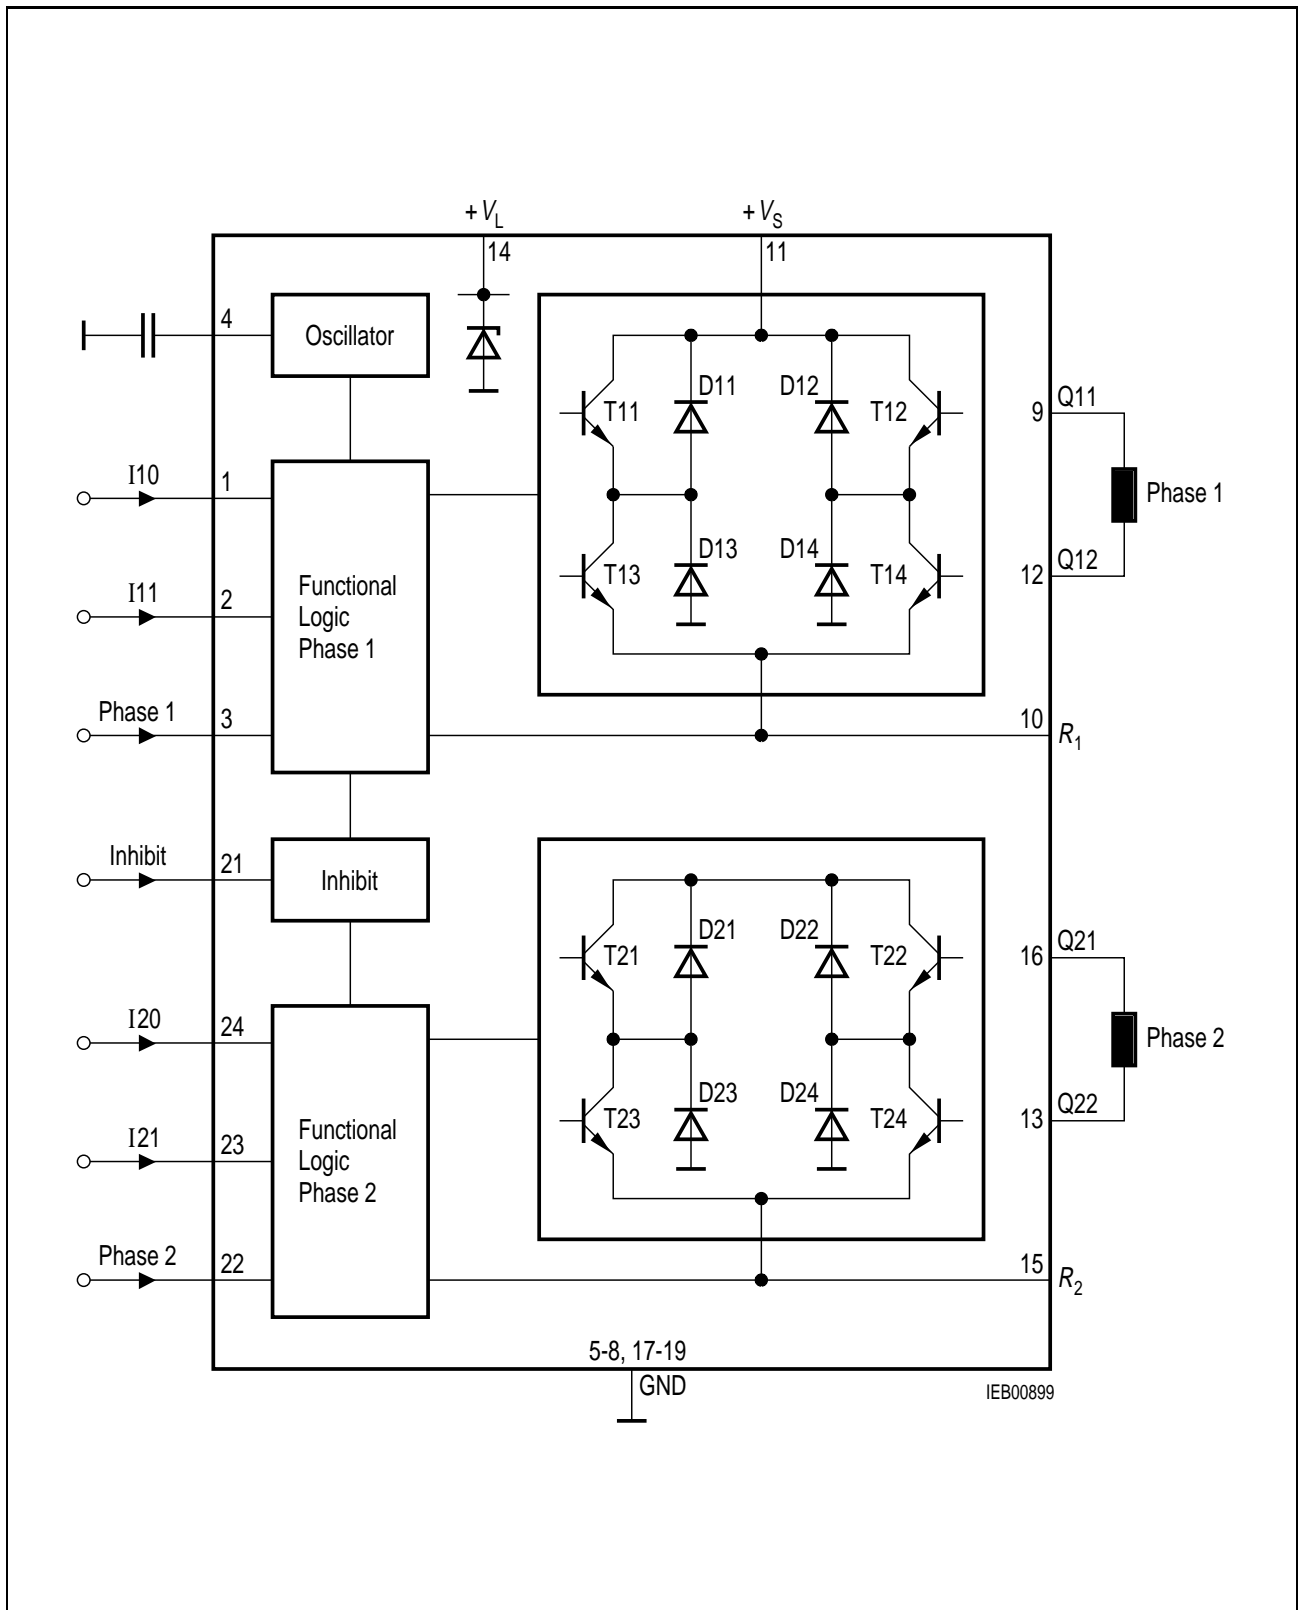 + VL
+ VS
14
11
4
Oscillator
D11
D12
T11
T12
9
Q11
I10
1
Phase 1
D13
D14
T13
T14
12
Q12
I11
2
Functional
Logic
Phase 1
Phase 1
3
10
R1
Inhibit
21
Inhibit
D21
D22
T21
T22
16
Q21
I20
24
Phase 2
D23
D24
T23
T24
13
Q22
I21
23
Functional
Logic
Phase 2
Phase 2
22
15
R2
5-8, 17-19
GND
IEB00899